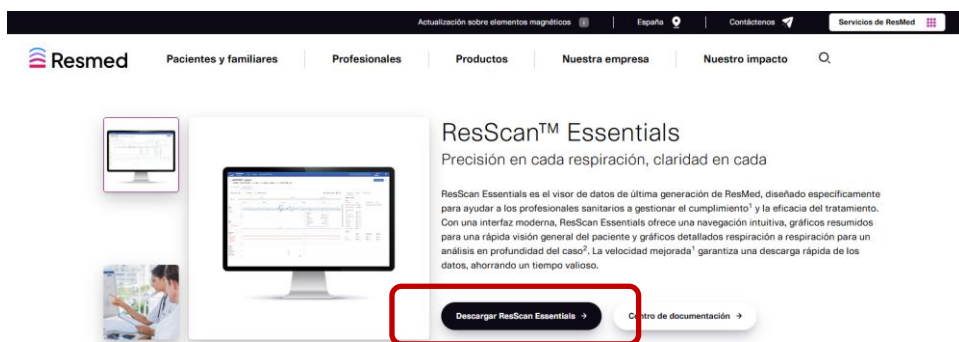 Actualización sobre elementos magnéticos
España
Contáctenos
Servicios de ResMed
Resmed
Pacientes y familiares
Profesionales
Productos
Nuestra empresa
Nuestro impacto
ResScan™ Essentials
Precisión en cada respiración, claridad en cada
ResScan Essentials es el visor de datos de última generación de ResMed, diseñado específicamente
para ayudar a los profesionales sanitarios a gestionar el cumplimiento¹ y la eficacia del tratamiento.
Con una interfaz moderna, ResScan Essentials ofrece una navegación intuitiva, gráficos resumidos
para una rápida visión general del paciente y gráficos detallados respiración a respiración para un
análisis en profundidad del caso². La velocidad mejorada¹ garantiza una descarga rápida de los
datos, ahorrando un tiempo valioso.
Descargar ResScan Essentials →
Centro de documentación →